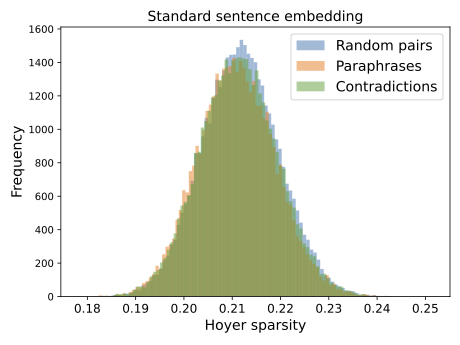 Standard sentence embedding
Random pairs
Paraphrases
Contradictions
Frequency
1600
1400
1200
1000
800
600
400
200
0
0.18 0.19 0.20 0.21 0.22 0.23 0.24 0.25
Hoyer sparsity